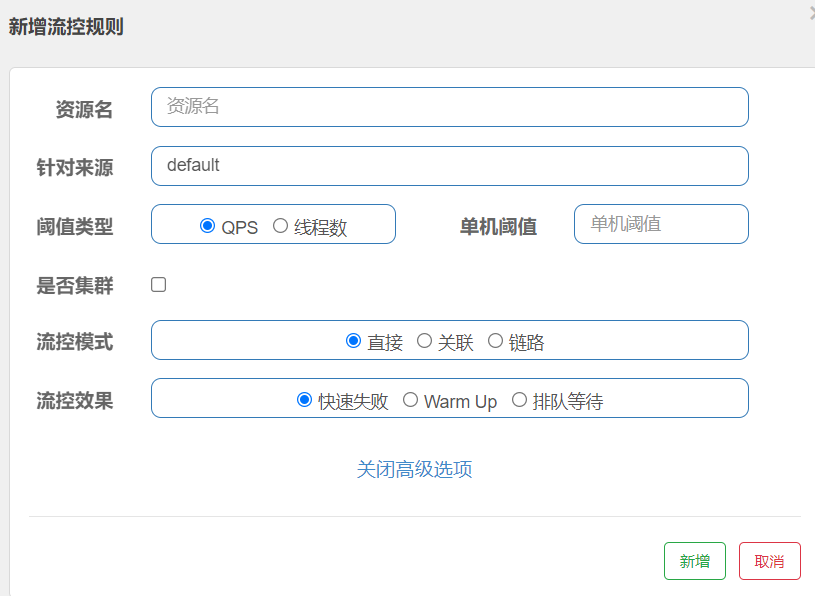 新增流控规则
资源名 资源名
针对来源 default
阈值类型 QPS 线程数 单机阈值 单机阈值
是否集群
流控模式 直接 关联 链路
流控效果 快速失败 Warm Up 排队等待
关闭高级选项
新增 取消